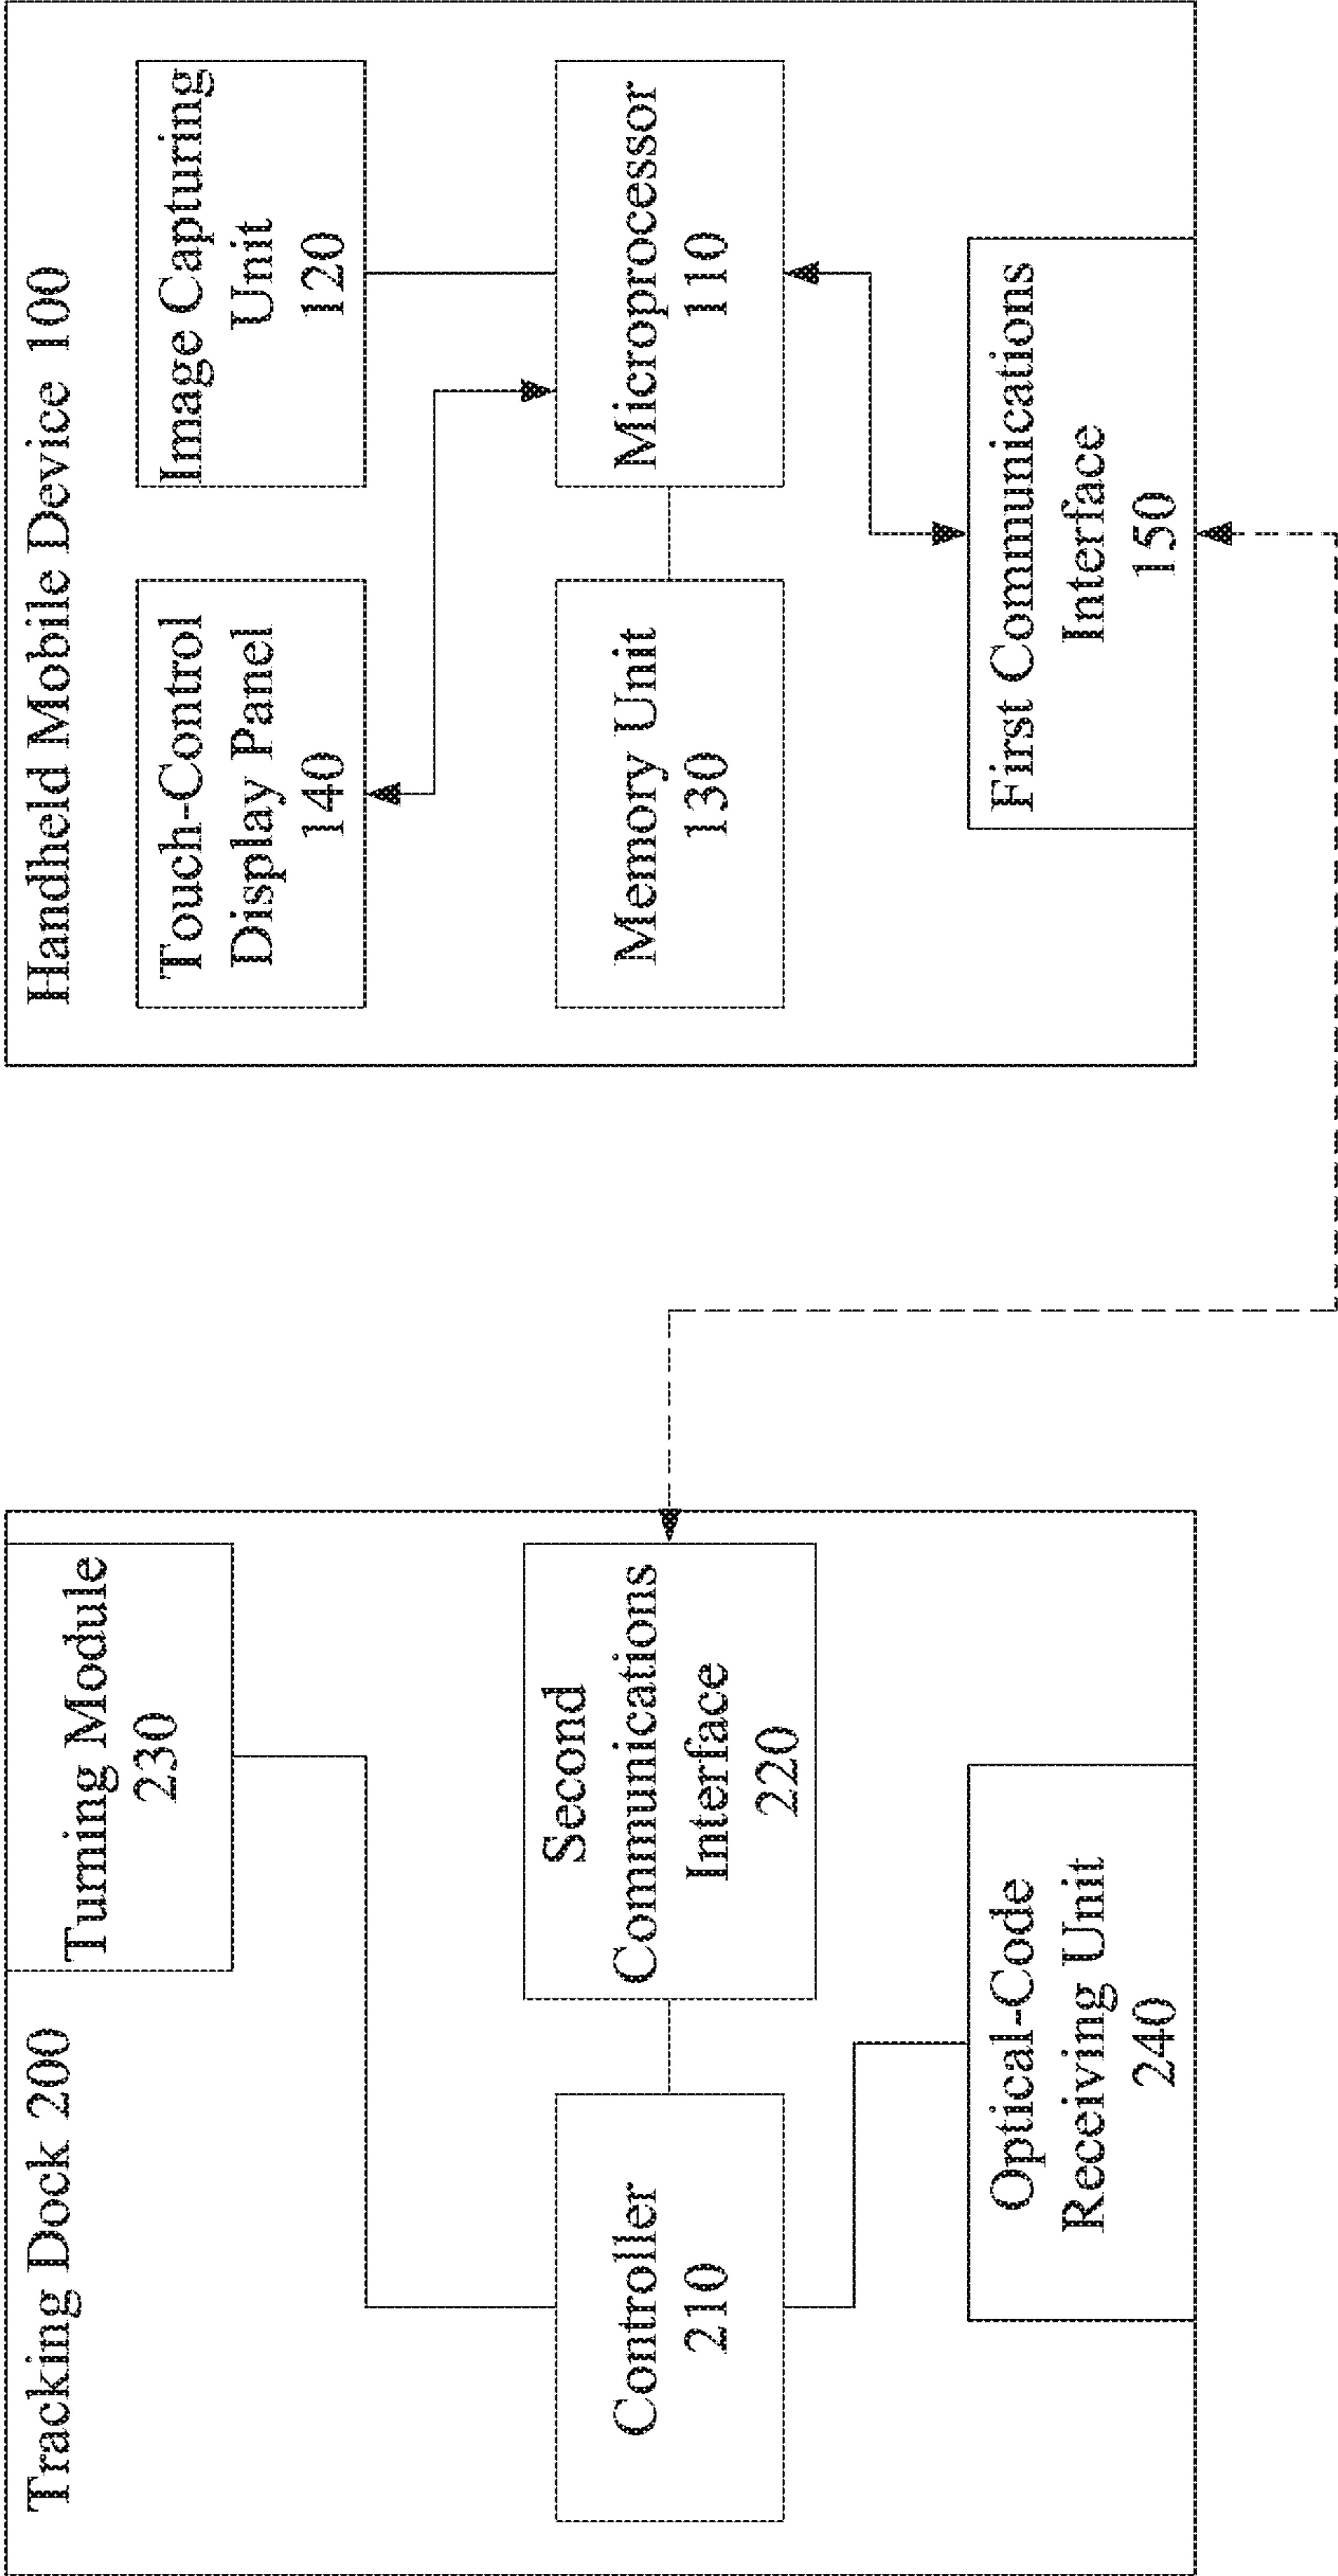 Tracking Dock 200
Turning Module
230
Controller
210
Second
Communications
Interface
220
Optical-Code
Receiving Unit
240
Handheld Mobile Device 100
Touch-Control
Display Panel
140
Image Capturing
Unit
120
Memory Unit
130
Microprocessor
110
First Communications
Interface
150